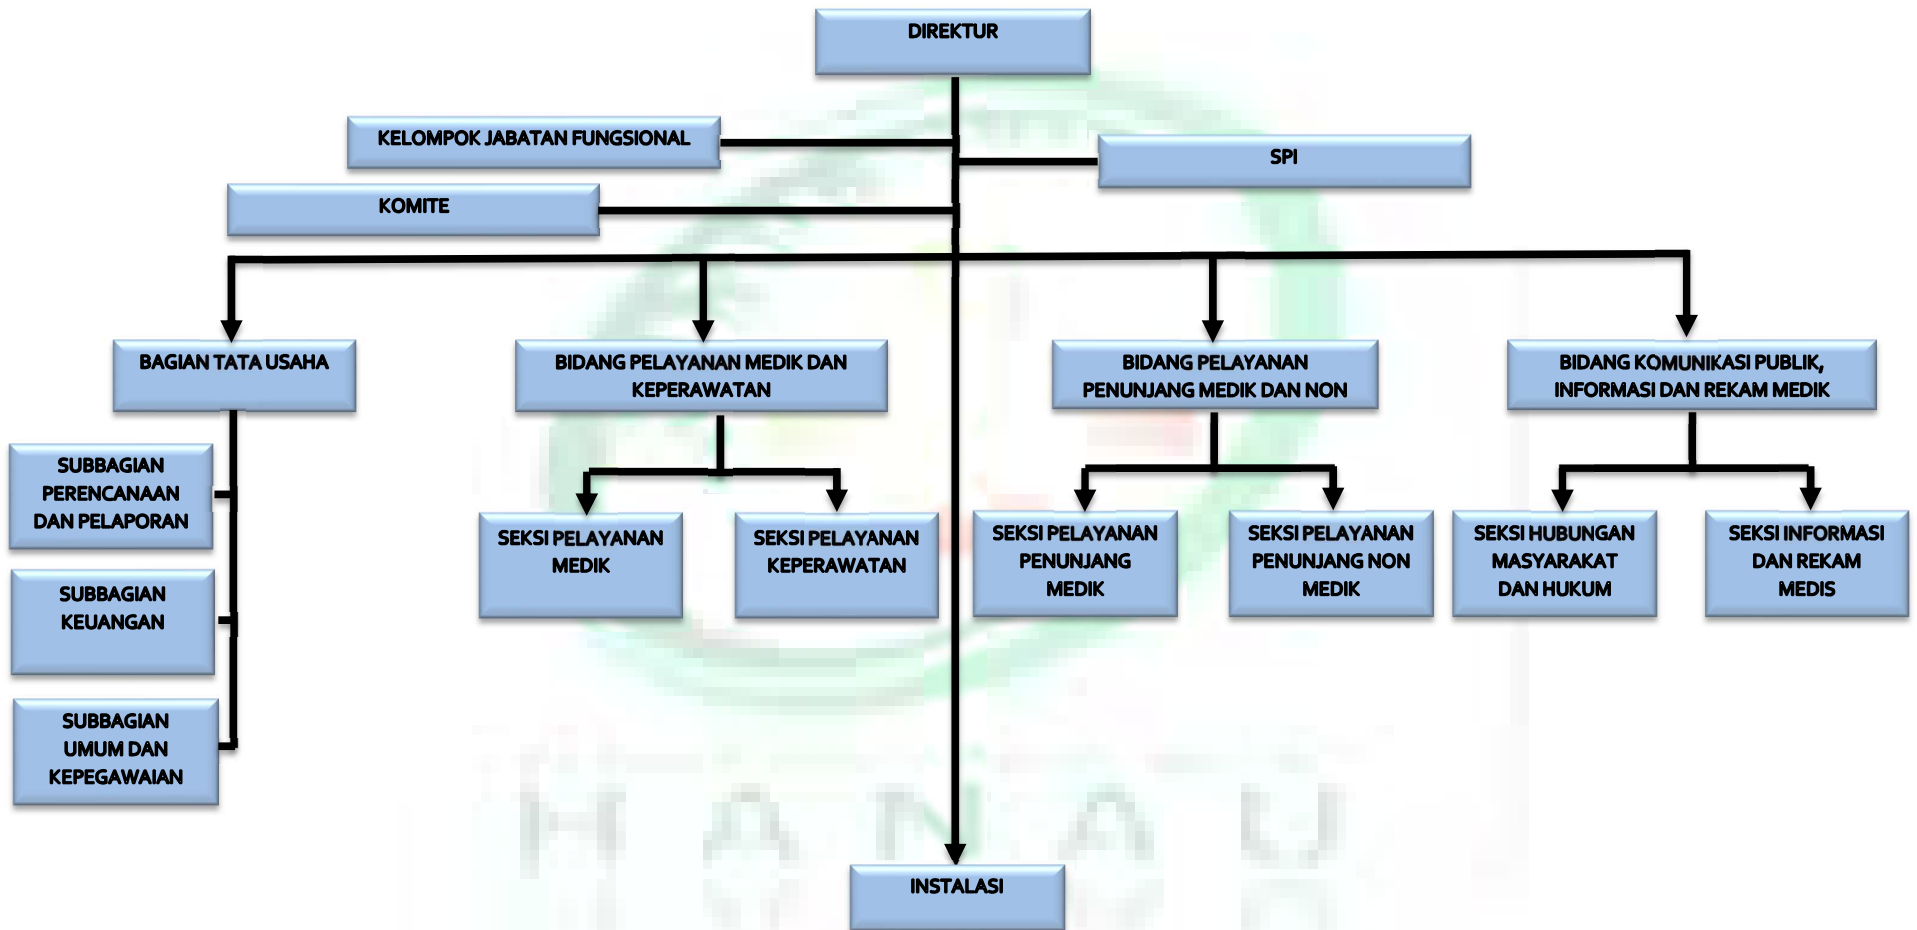 DIREKTUR
KELOMPOK JABATAN FUNGSIONAL
SPI
KOMITE
BAGIAN TATA USAHA
BIDANG PELAYANAN MEDIK DAN
KEPERAWATAN
BIDANG PELAYANAN
PENUNJANG MEDIK DAN NON
BIDANG KOMUNIKASI PUBLIK,
INFORMASI DAN REKAM MEDIK
SUBBAGIAN
PERENCANAAN
DAN PELAPORAN
SUBBAGIAN
KEUANGAN
SUBBAGIAN
UMUM DAN
KEPEGAWAIAN
SEKSI PELAYANAN
MEDIK
SEKSI PELAYANAN
KEPERAWATAN
SEKSI PELAYANAN
PENUNJANG
MEDIK
SEKSI PELAYANAN
PENUNJANG NON
MEDIK
SEKSI HUBUNGAN
MASYARAKAT
DAN HUKUM
SEKSI INFORMASI
DAN REKAM
MEDIS
HANAU
INSTALASI